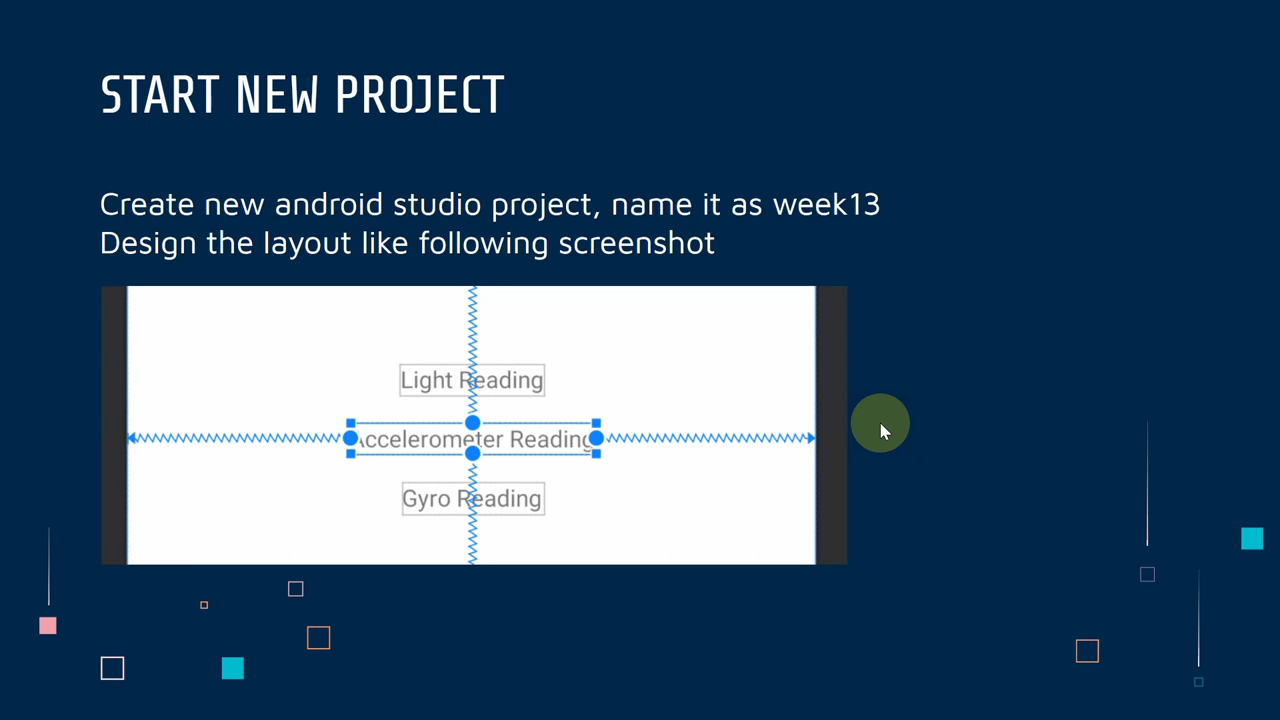 START NEW PROJECT
Create new android studio project, name it as week13
Design the layout like following screenshot
Light Reading
Accelerometer Reading
Gyro Reading